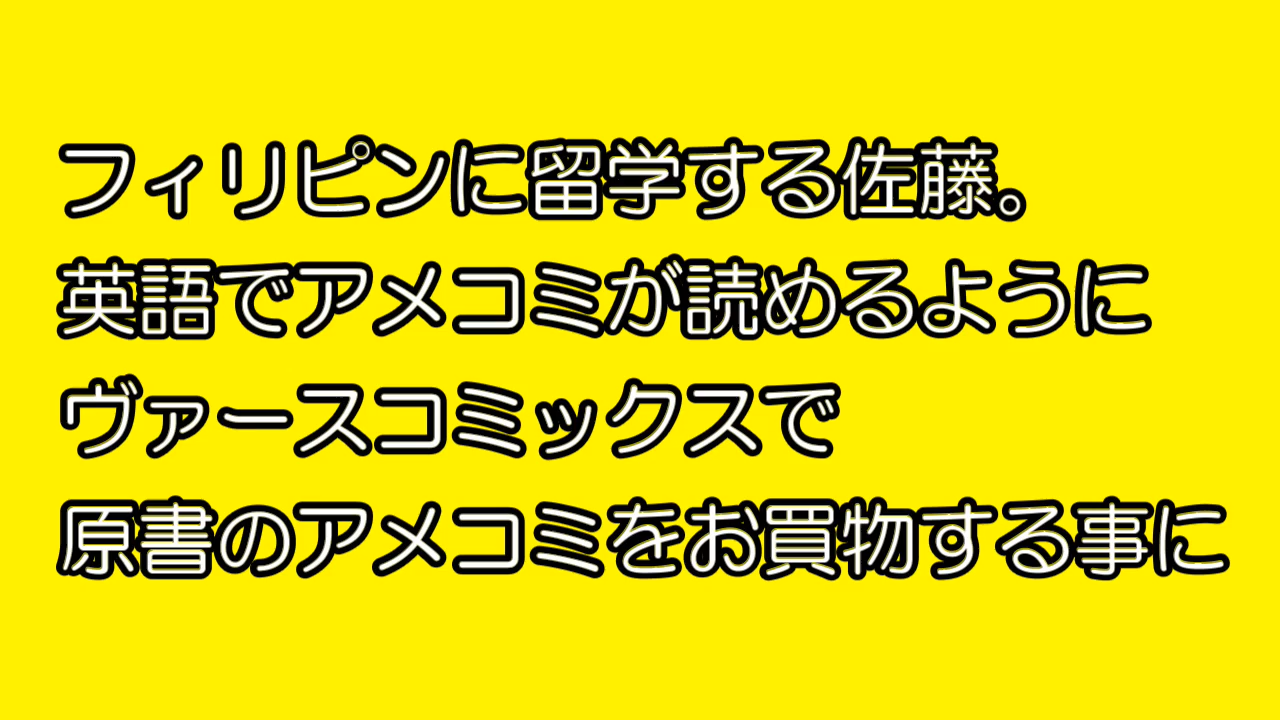 フィリピンに留学する佐藤。
英語でアメコミが読めるように
ヴァースコミックスで
原書のアメコミをお買物する事に